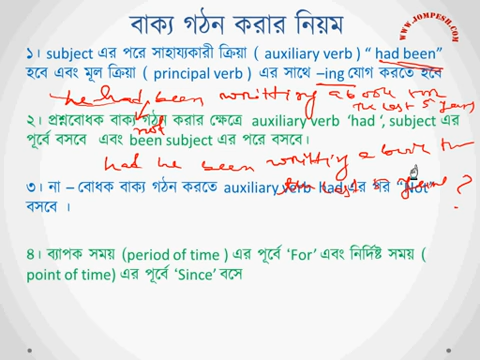 বাক্য গঠন করার নিয়ম
WWW.JOMPESH.COM
১। subject এর পরে সাহায্যকারী ক্রিয়া ( auxiliary verb ) “ had been”
হবে এবং মূল ক্রিয়া ( principal verb ) এর সাথে –ing যোগ করতে হবে
he had been writting a book for
the last 5 years
not
২। প্রশ্নবোধক বাক্য গঠন করার ক্ষেত্রে auxiliary verb ‘had ‘, subject এর
পূর্বে বসবে এবং been subject এর পরে বসবে।
had he been writting a book
last 5 years ?
৩। না – বোধক বাক্য গঠন করতে auxiliary verb had এর পর “Not”
বসবে ।
৪। ব্যাপক সময় (period of time ) এর পূর্বে ‘For’ এবং নির্দিষ্ট সময় (
point of time) এর পূর্বে ‘Since’ বসে